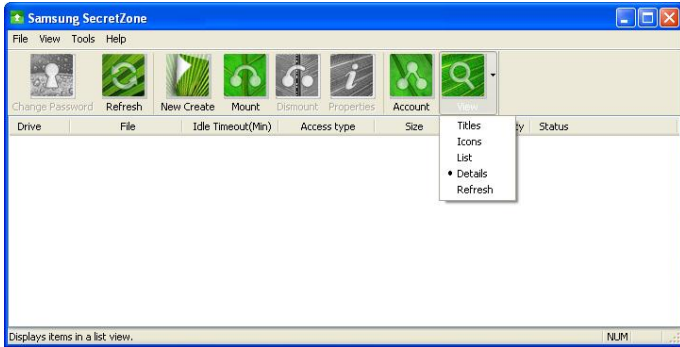 Samsung SecretZone
File View Tools Help
Change Password Refresh New Create Mount Dismount Properties Account View
Drive File Idle Timeout(Min) Access type Size ty Status
Titles
Icons
List
Details
Refresh
Displays items in a list view. NUM